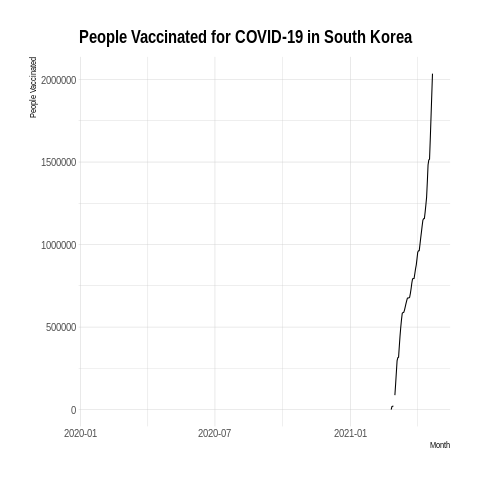 People Vaccinated for COVID-19 in South Korea
People Vaccinated
2000000
1500000
1000000
500000
0
2020-01
2020-07
2021-01
Month